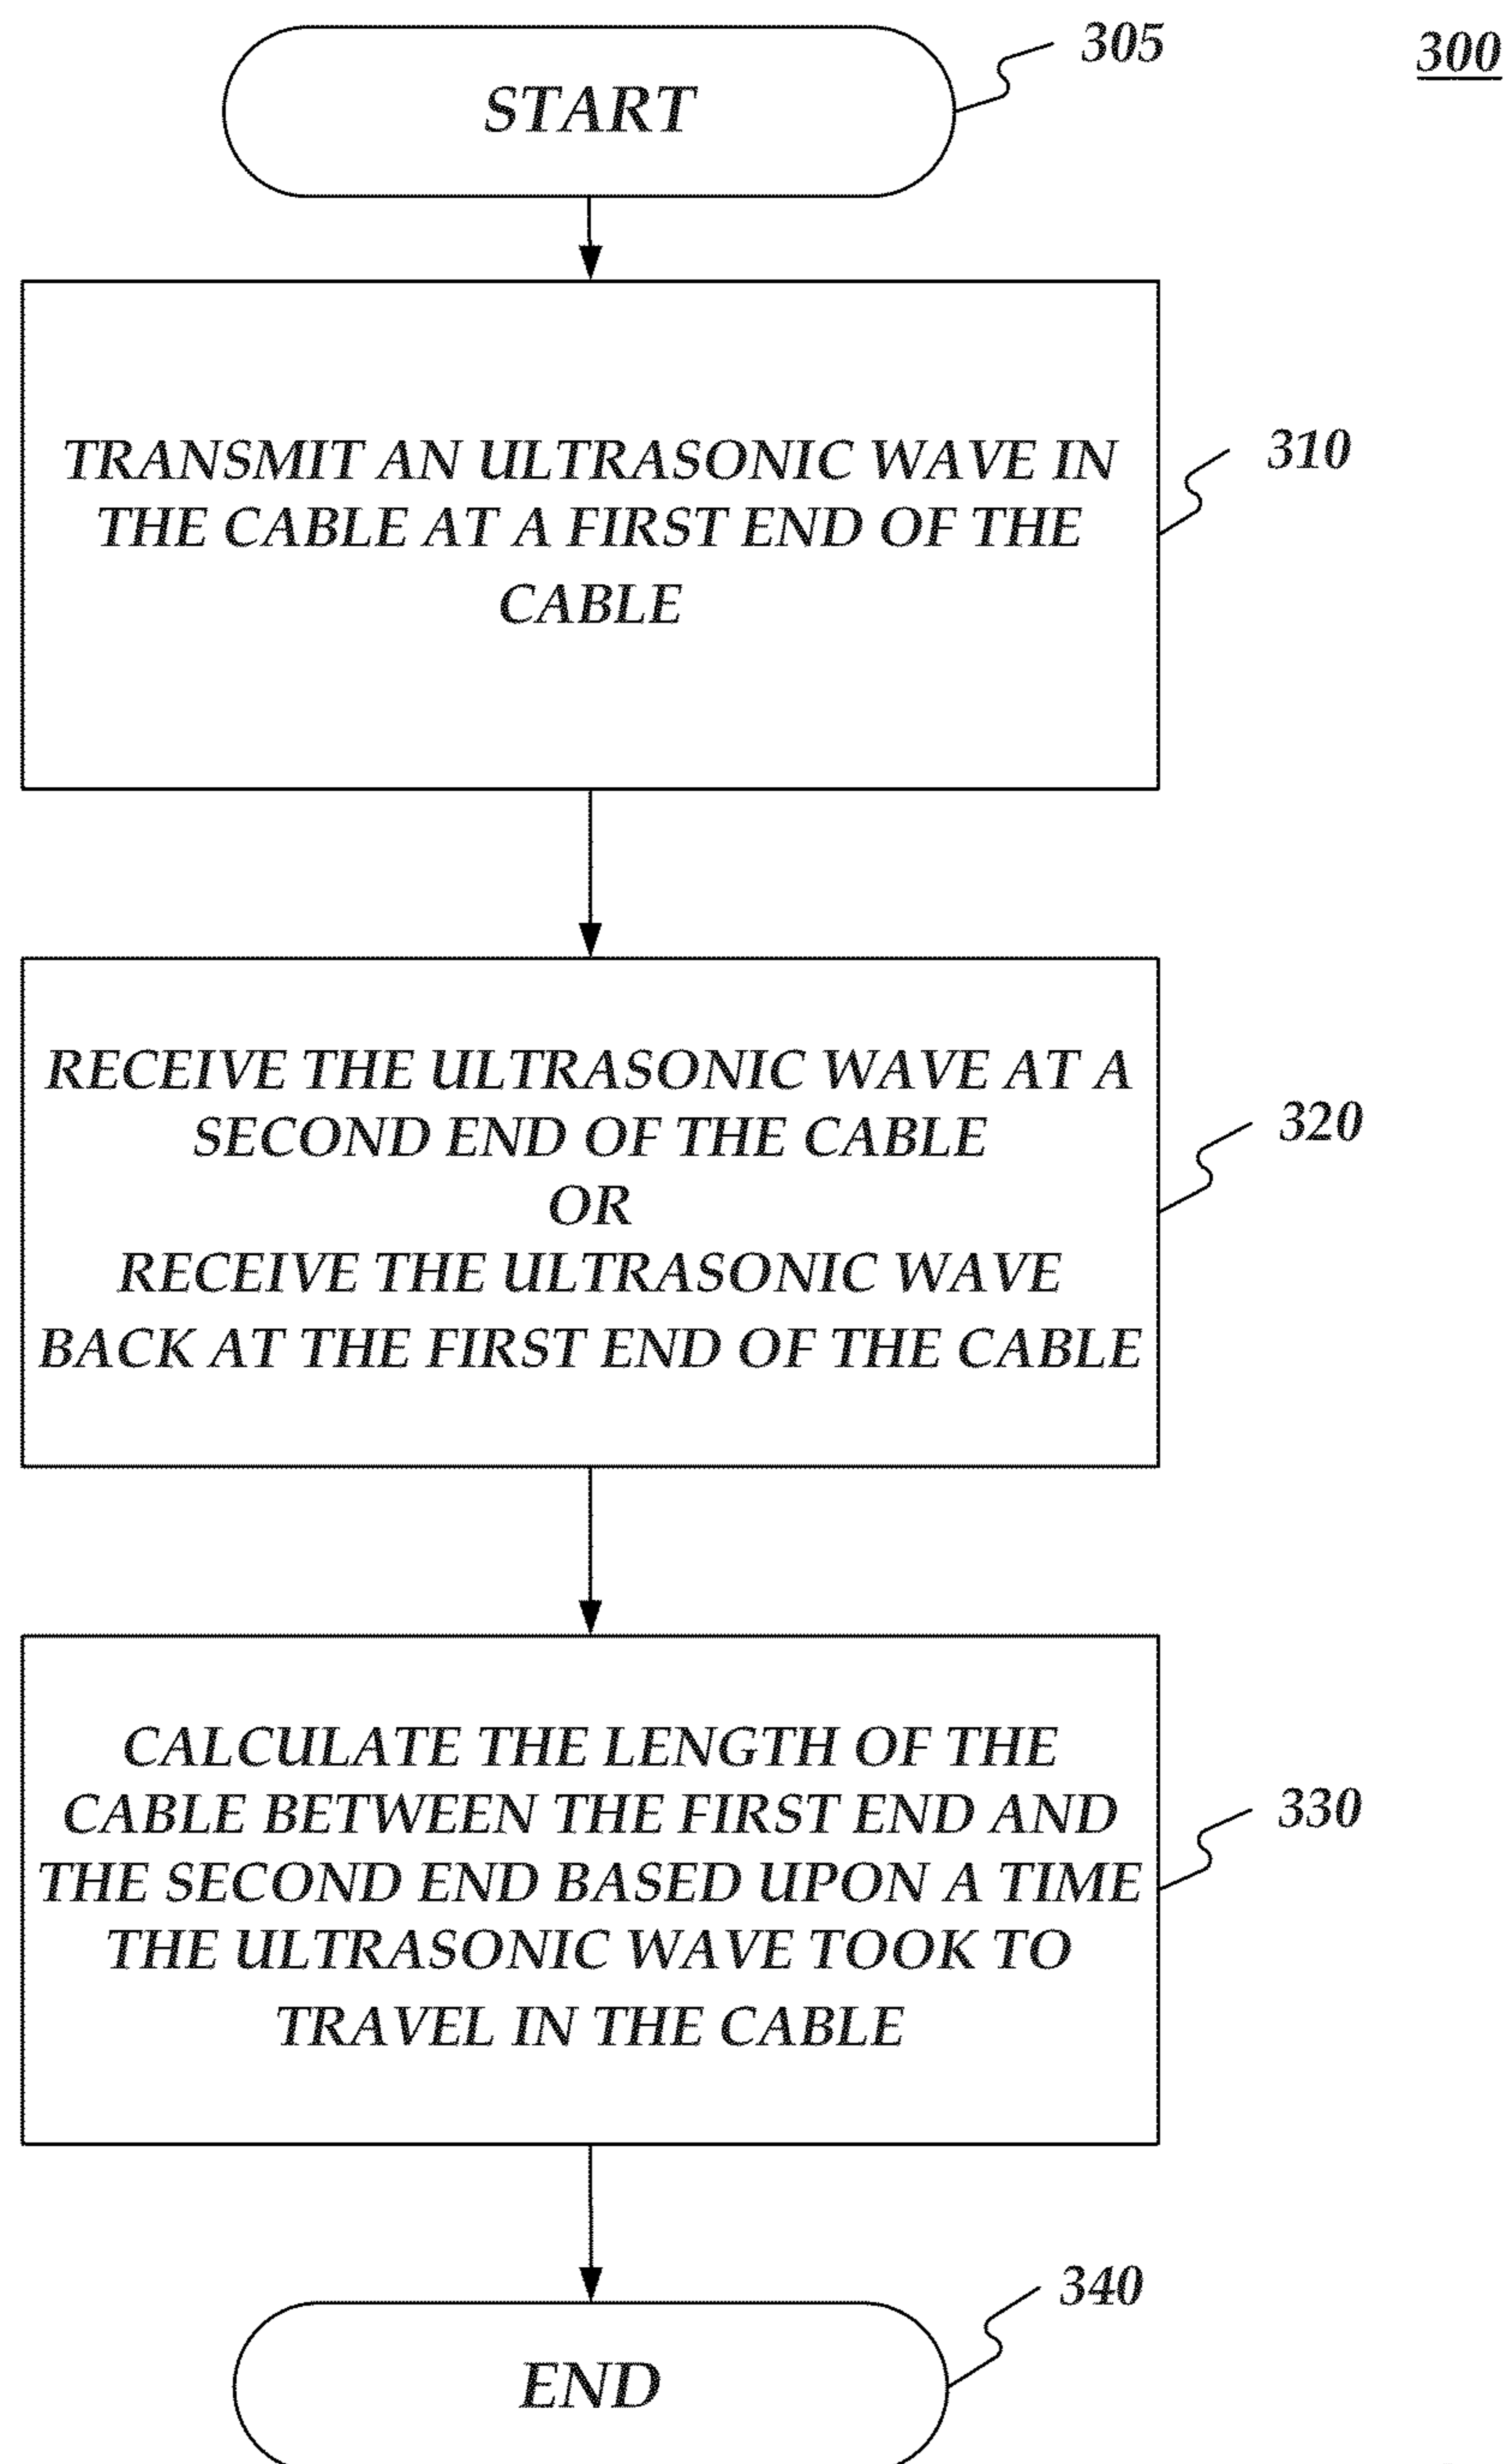 300
305
START
TRANSMIT AN ULTRASONIC WAVE IN
THE CABLE AT A FIRST END OF THE
CABLE
310
RECEIVE THE ULTRASONIC WAVE AT A
SECOND END OF THE CABLE
OR
RECEIVE THE ULTRASONIC WAVE
BACK AT THE FIRST END OF THE CABLE
320
CALCULATE THE LENGTH OF THE
CABLE BETWEEN THE FIRST END AND
THE SECOND END BASED UPON A TIME
THE ULTRASONIC WAVE TOOK TO
TRAVEL IN THE CABLE
330
340
END